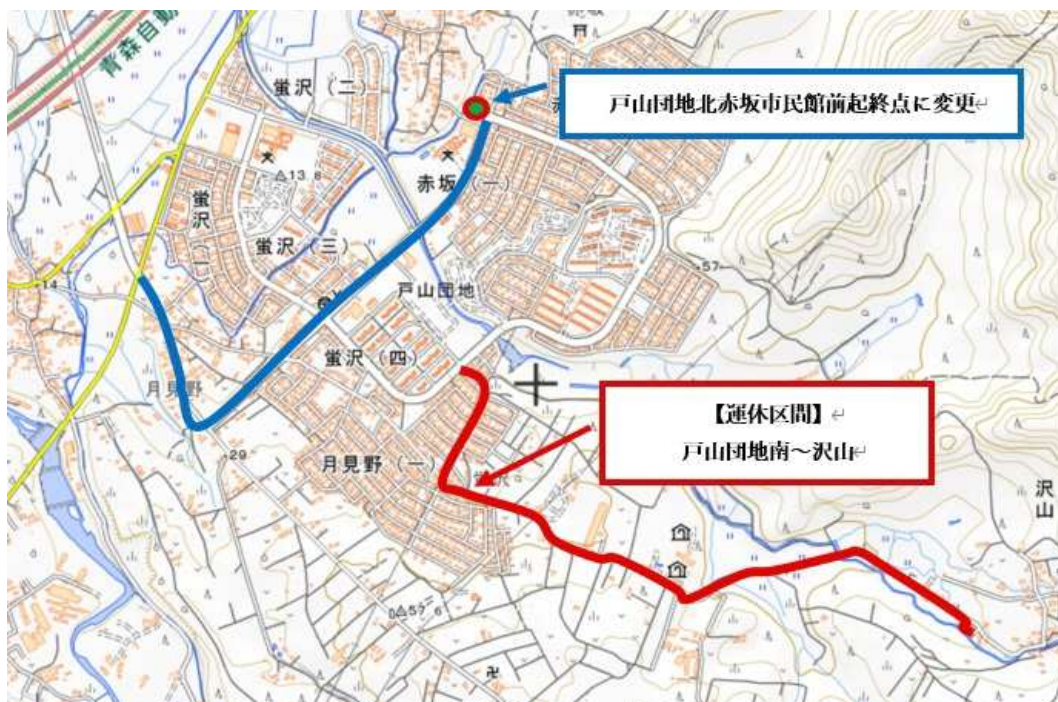 青森自動
蛍沢（二）
戸山団地北赤坂市民館前起終点に変更↵
13.8
赤坂（一）
蛍沢
蛍沢（三）
57
14
戸山団地
蛍沢（四）
月見野
【運休区間】↵
戸山団地南～沢山↵
29
月見野（一）
沢山
57.6